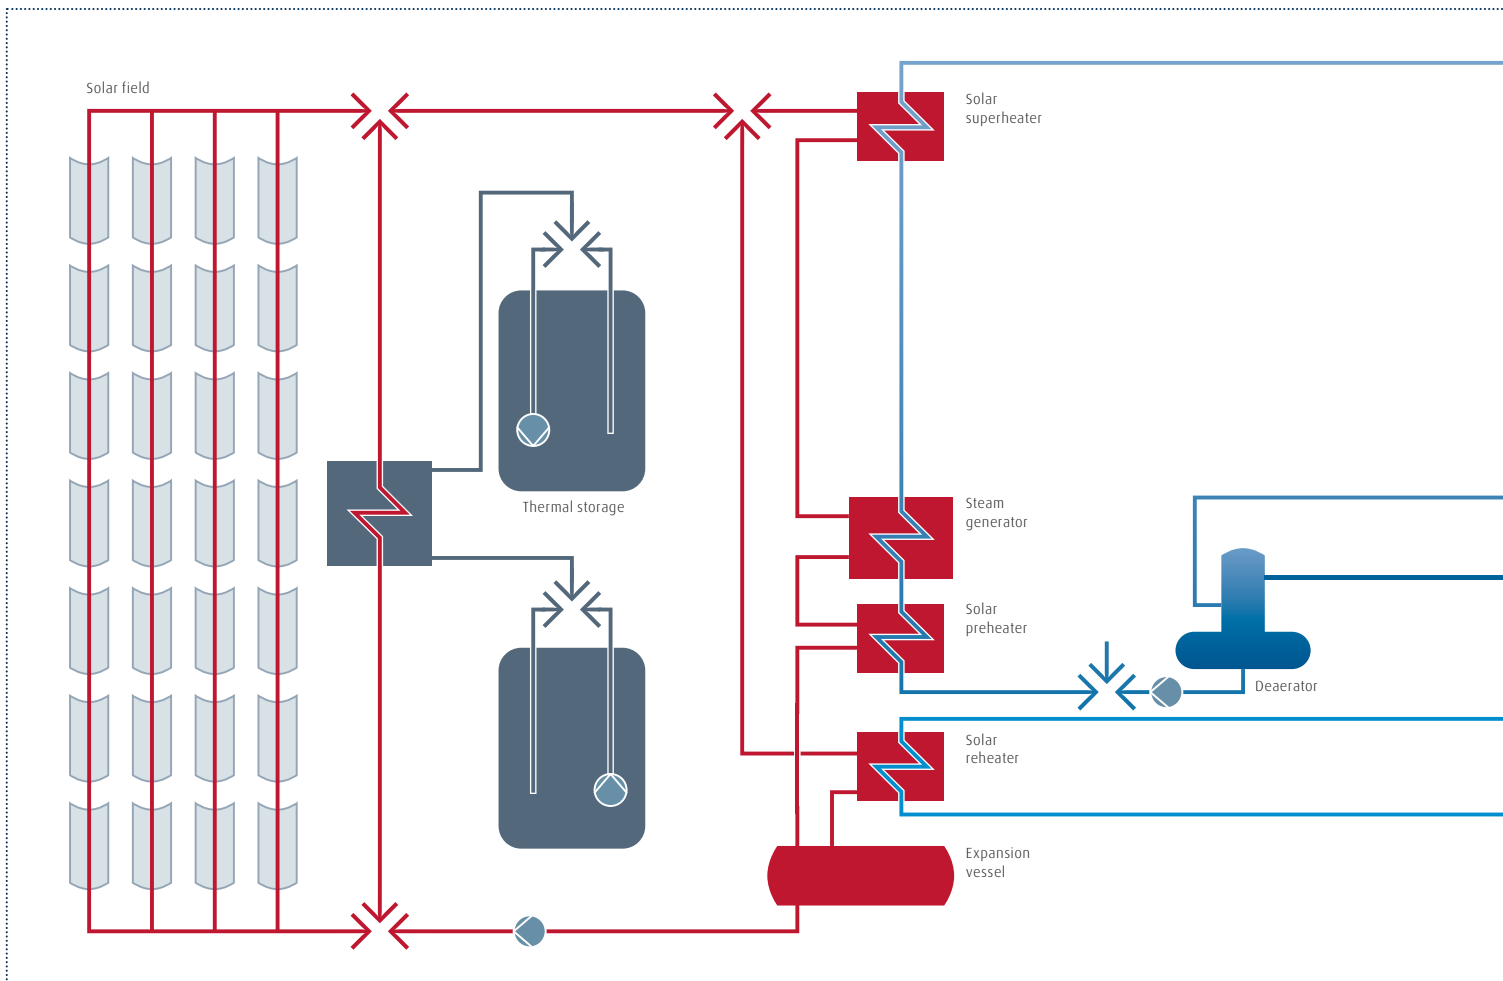 Solar field
Solar
superheater
Thermal storage
Steam
generator
Solar
preheater
Deaerator
Solar
reheater
Expansion
vessel